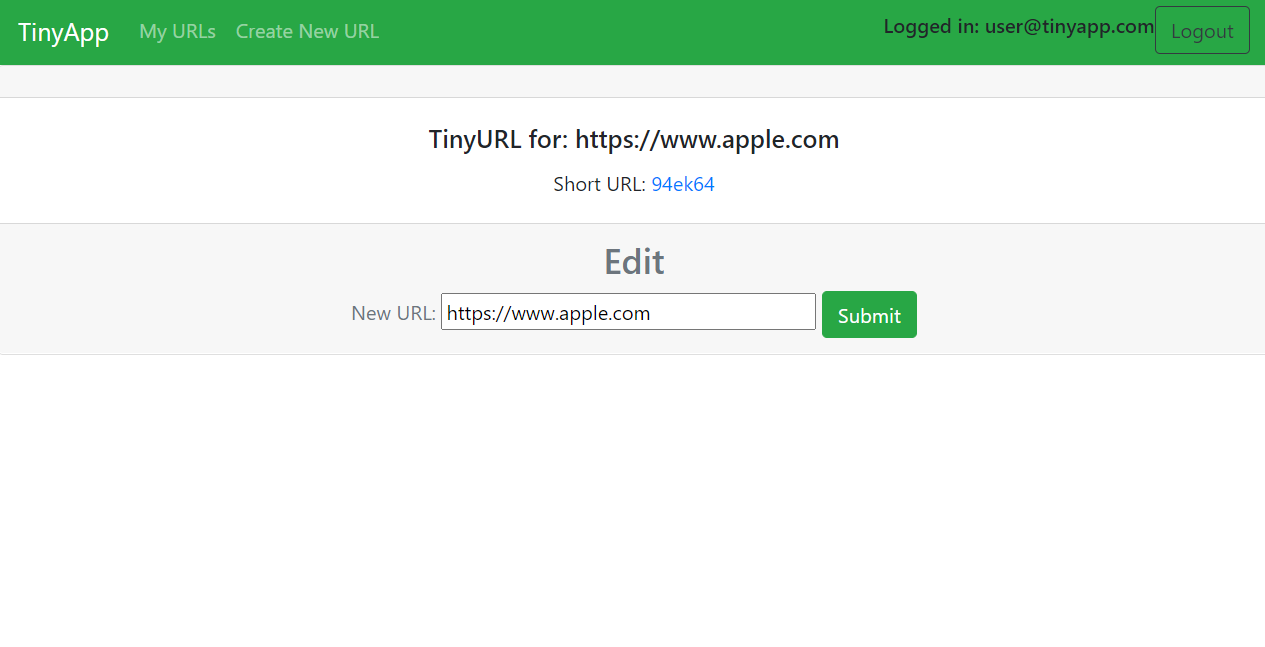 TinyApp My URLs Create New URL Logged in: user@tinyapp.com Logout
TinyURL for: https://www.apple.com
Short URL: 94ek64
Edit
New URL: https://www.apple.com Submit